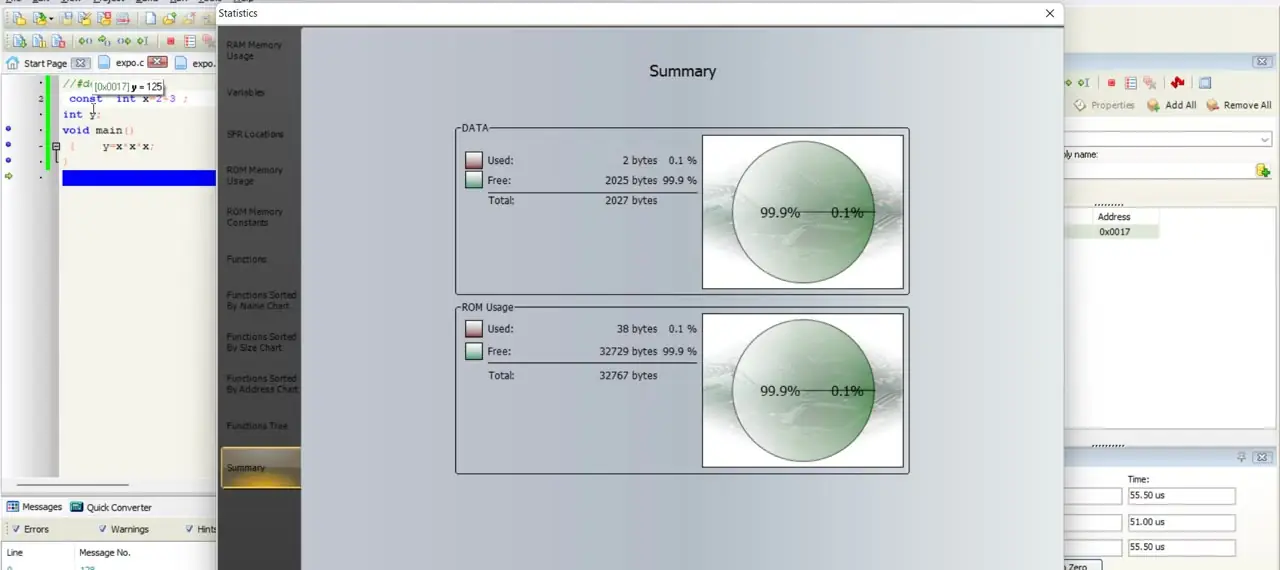 Statistics
Start Page
expo.c
expo.
//#d
[0x0017] y = 125
2
const int x=2+3 ;
int y;
void main()
{ y=x*x*x;
}
RAM Memory
Usage
Variables
SFR Locations
ROM Memory
Usage
ROM Memory
Constants
Functions
Functions Sorted
By Name Chart
Functions Sorted
By Size Chart
Functions Sorted
By Address Chart
Functions Tree
Summary
Summary
DATA
Used: 2 bytes 0.1 %
Free: 2025 bytes 99.9 %
Total: 2027 bytes
99.9% 0.1%
ROM Usage
Used: 38 bytes 0.1 %
Free: 32729 bytes 99.9 %
Total: 32767 bytes
99.9% 0.1%
Properties
Add All
Remove All
ly name:
Address
0x0017
Time:
55.50 us
51.00 us
55.50 us
Zero
Messages
Quick Converter
Errors
Warnings
Hints
Line
Message No.